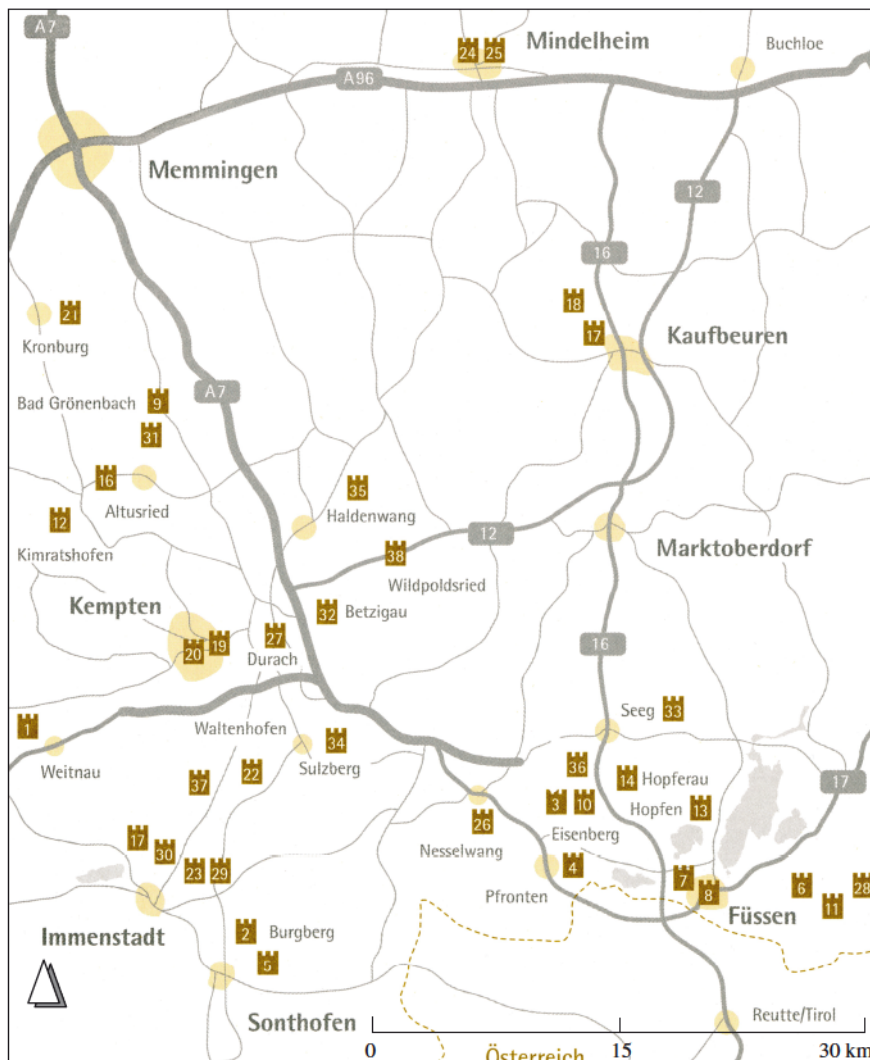 A7
24 25
Mindelheim
Buchloe
A96
Memmingen
12
16
18
21
17
Kaufbeuren
Kronburg
A7
9
Bad Grönenbach
31
16
35
Altusried
Haldenwang
12
12
Marktoberdorf
Kimratshofen
38
Wildpoldsried
Kempten
32 Betzigau
27
19
20
Durach
16
Seeg 33
1
Waltenhofen
34
Weitnau
22
Sulzberg
36
14 Hopferau
37
17
3 10
Hopfen 13
26
Eisenberg
17
30
Nesselwang
23 29
4
7
6
28
Pfronten
8
11
Füssen
Immenstadt
2 Burgberg
5
Sonthofen
Reutte/Tirol
0 15 30 km
Österreich